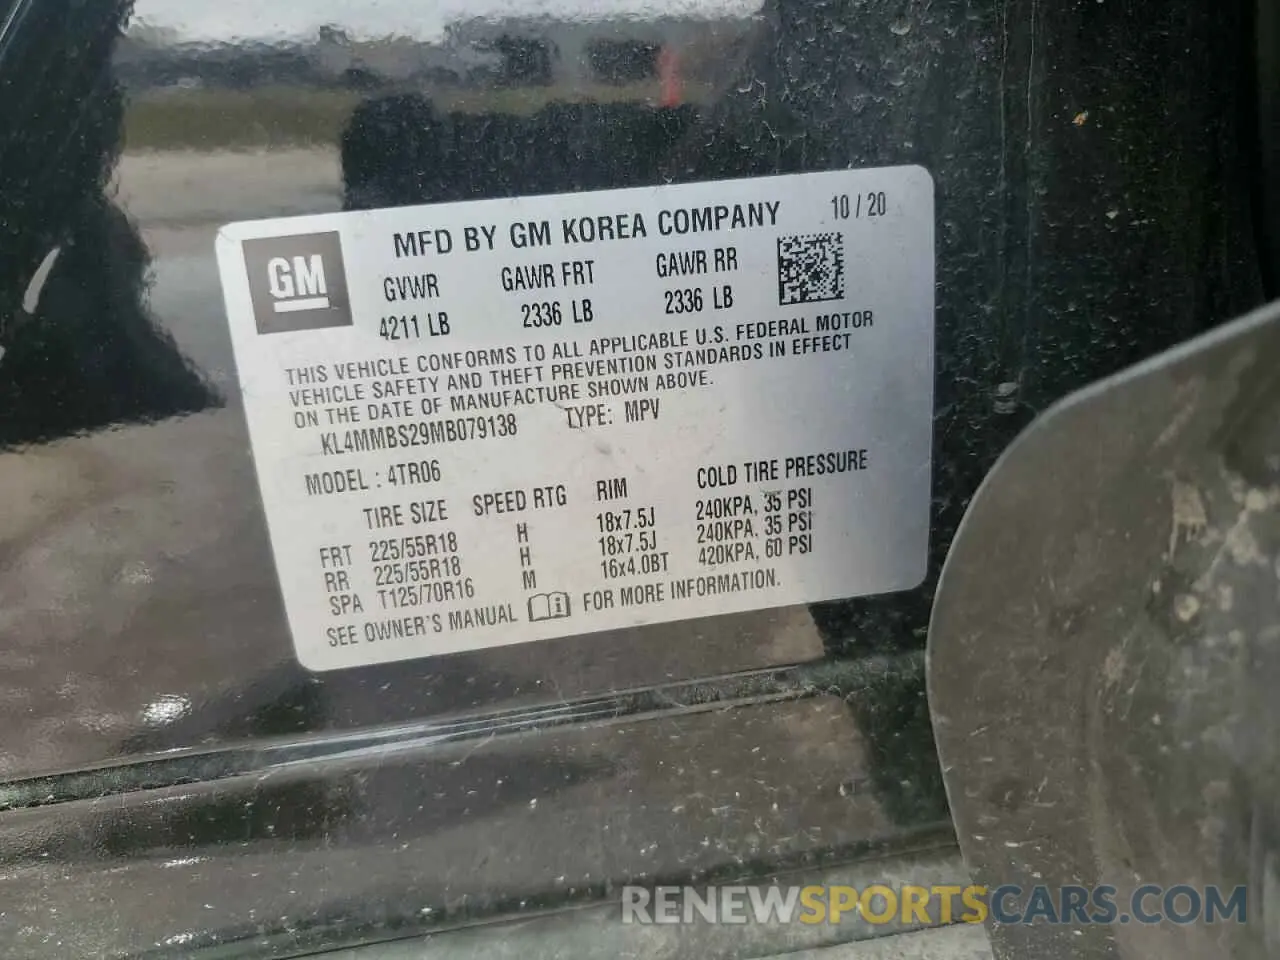 MFD BY GM KOREA COMPANY 10 / 20
GM
GVWR GAWR FRT GAWR RR
4211 LB 2336 LB 2336 LB
THIS VEHICLE CONFORMS TO ALL APPLICABLE U.S. FEDERAL MOTOR
VEHICLE SAFETY AND THEFT PREVENTION STANDARDS IN EFFECT
ON THE DATE OF MANUFACTURE SHOWN ABOVE.
KL4MMBS29MB079138 TYPE: MPV
MODEL : 4TR06
TIRE SIZE SPEED RTG RIM COLD TIRE PRESSURE
FRT 225/55R18 H 18x7.5J 240KPA, 35 PSI
RR 225/55R18 H 18x7.5J 240KPA, 35 PSI
SPA T125/70R16 M 16x4.0BT 420KPA, 60 PSI
SEE OWNER'S MANUAL i FOR MORE INFORMATION.
RENEWSPORTSCARS.COM